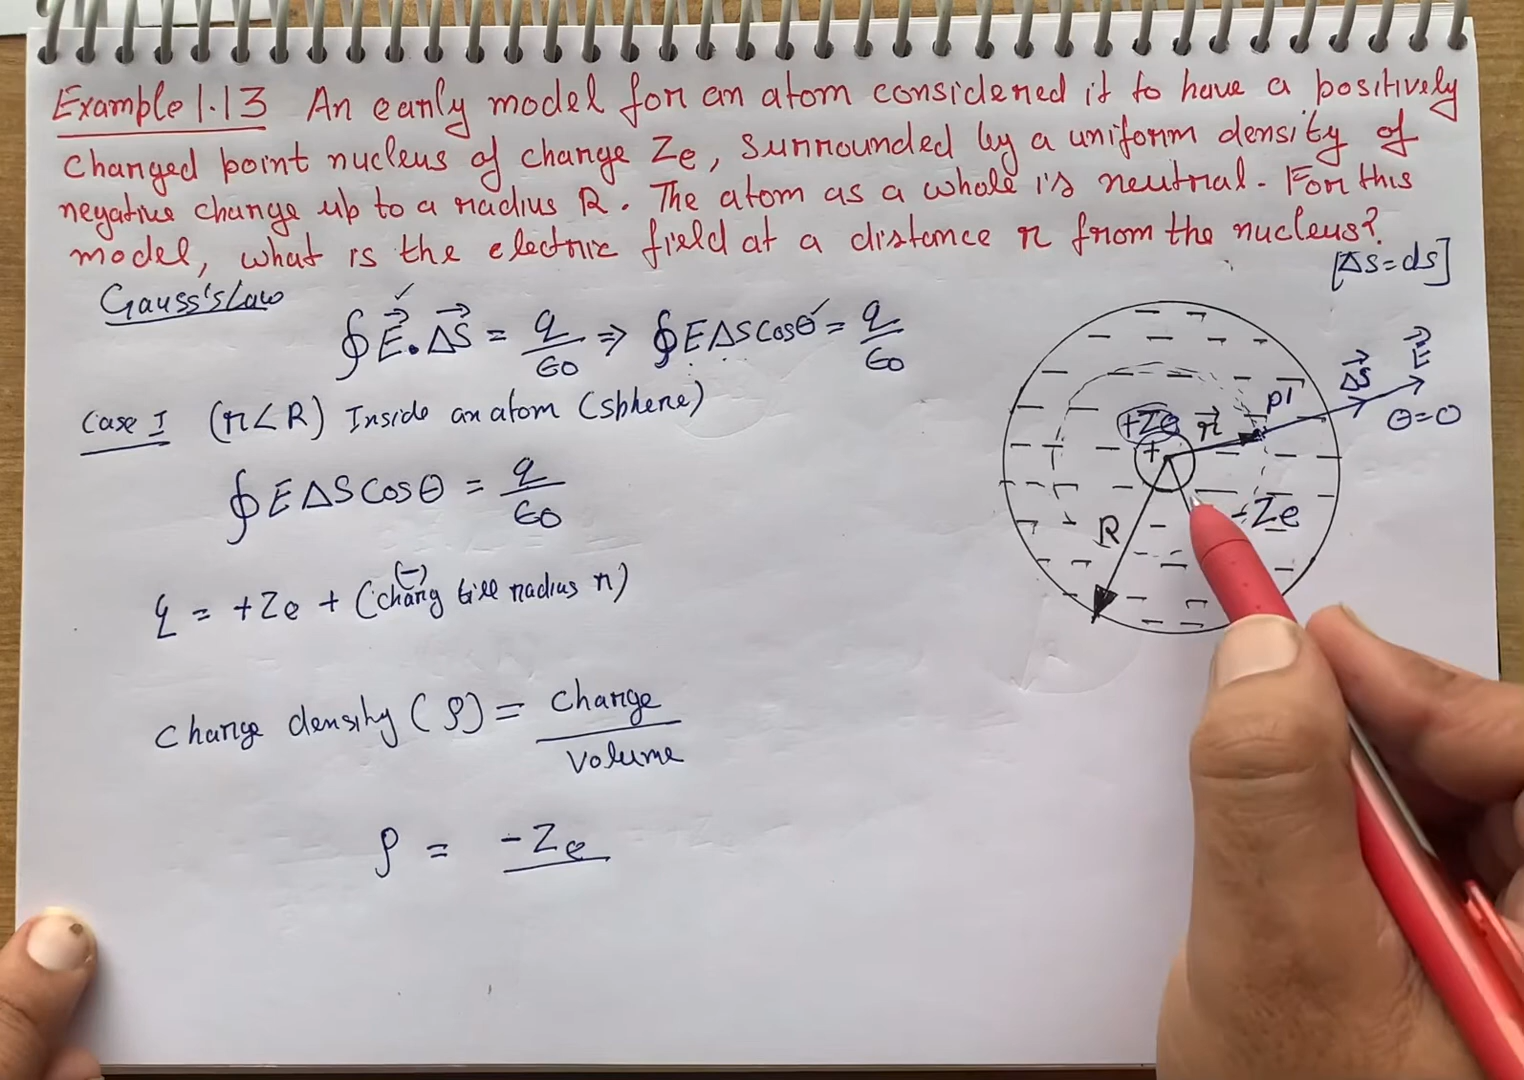 Example 1.13 An early model for an atom considered it to have a positively
charged point nucleus of charge Ze, surrounded by a uniform density of
negative charge up to a radius R. The atom as a whole is neutral. For this
model, what is the electric field at a distance r from the nucleus?
[ΔS = ds]
Gauss's Law
∮ E⃗ . ΔS⃗ = q/ε0 ⇒ ∮ E ΔS cosθ = q/ε0
Case I (r < R) Inside an atom (sphere)
∮ E ΔS Cosθ = q/ε0
q = +Ze + (charg till radius r)
(-)
charge density (ρ) = charge/volume
ρ = -Ze
+Ze
+
r⃗
pT
ΔS⃗
E⃗
θ = 0
R
-Ze